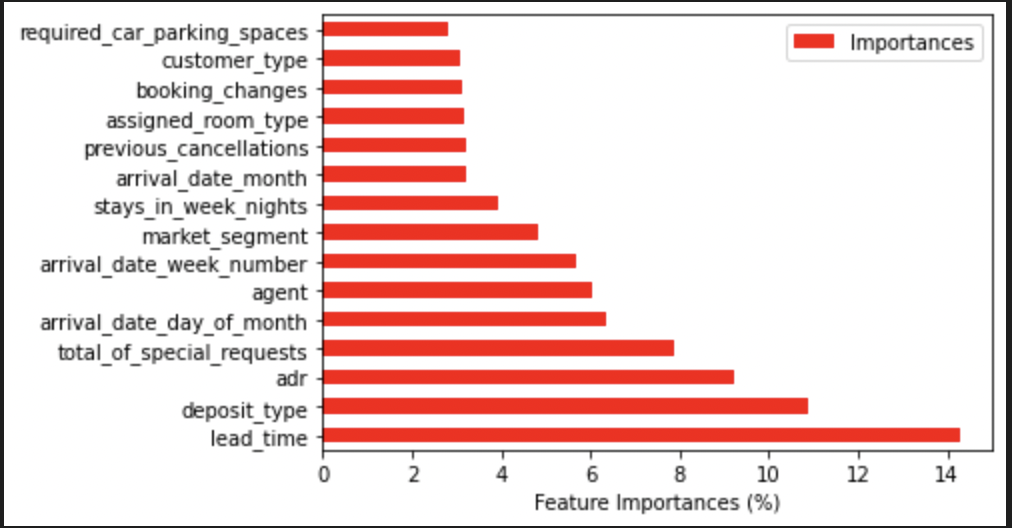 required_car_parking_spaces
customer_type
booking_changes
assigned_room_type
previous_cancellations
arrival_date_month
stays_in_week_nights
market_segment
arrival_date_week_number
agent
arrival_date_day_of_month
total_of_special_requests
adr
deposit_type
lead_time
Importances
0 2 4 6 8 10 12 14
Feature Importances (%)